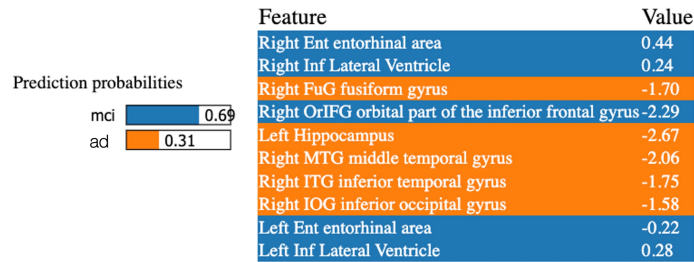 Prediction probabilities
mci 0.69
ad 0.31
Feature Value
Right Ent entorhinal area 0.44
Right Inf Lateral Ventricle 0.24
Right FuG fusiform gyrus -1.70
Right OrIFG orbital part of the inferior frontal gyrus -2.29
Left Hippocampus -2.67
Right MTG middle temporal gyrus -2.06
Right ITG inferior temporal gyrus -1.75
Right IOG inferior occipital gyrus -1.58
Left Ent entorhinal area -0.22
Left Inf Lateral Ventricle 0.28